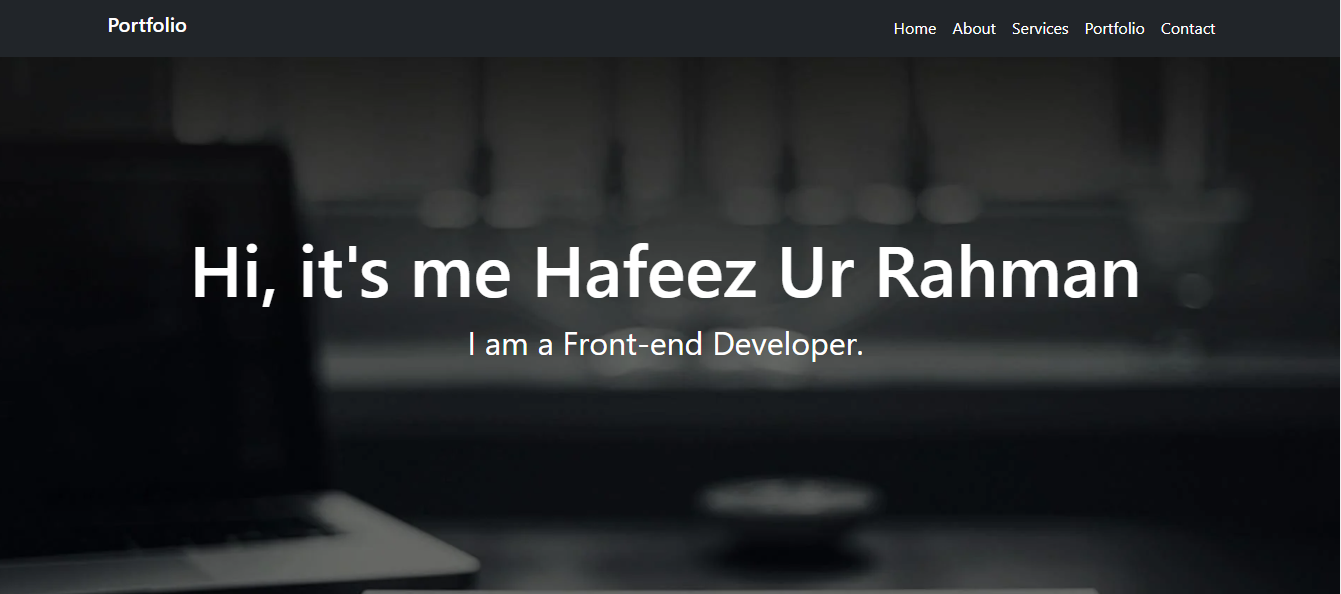 Portfolio
Home About Services Portfolio Contact
Hi, it's me Hafeez Ur Rahman
I am a Front-end Developer.